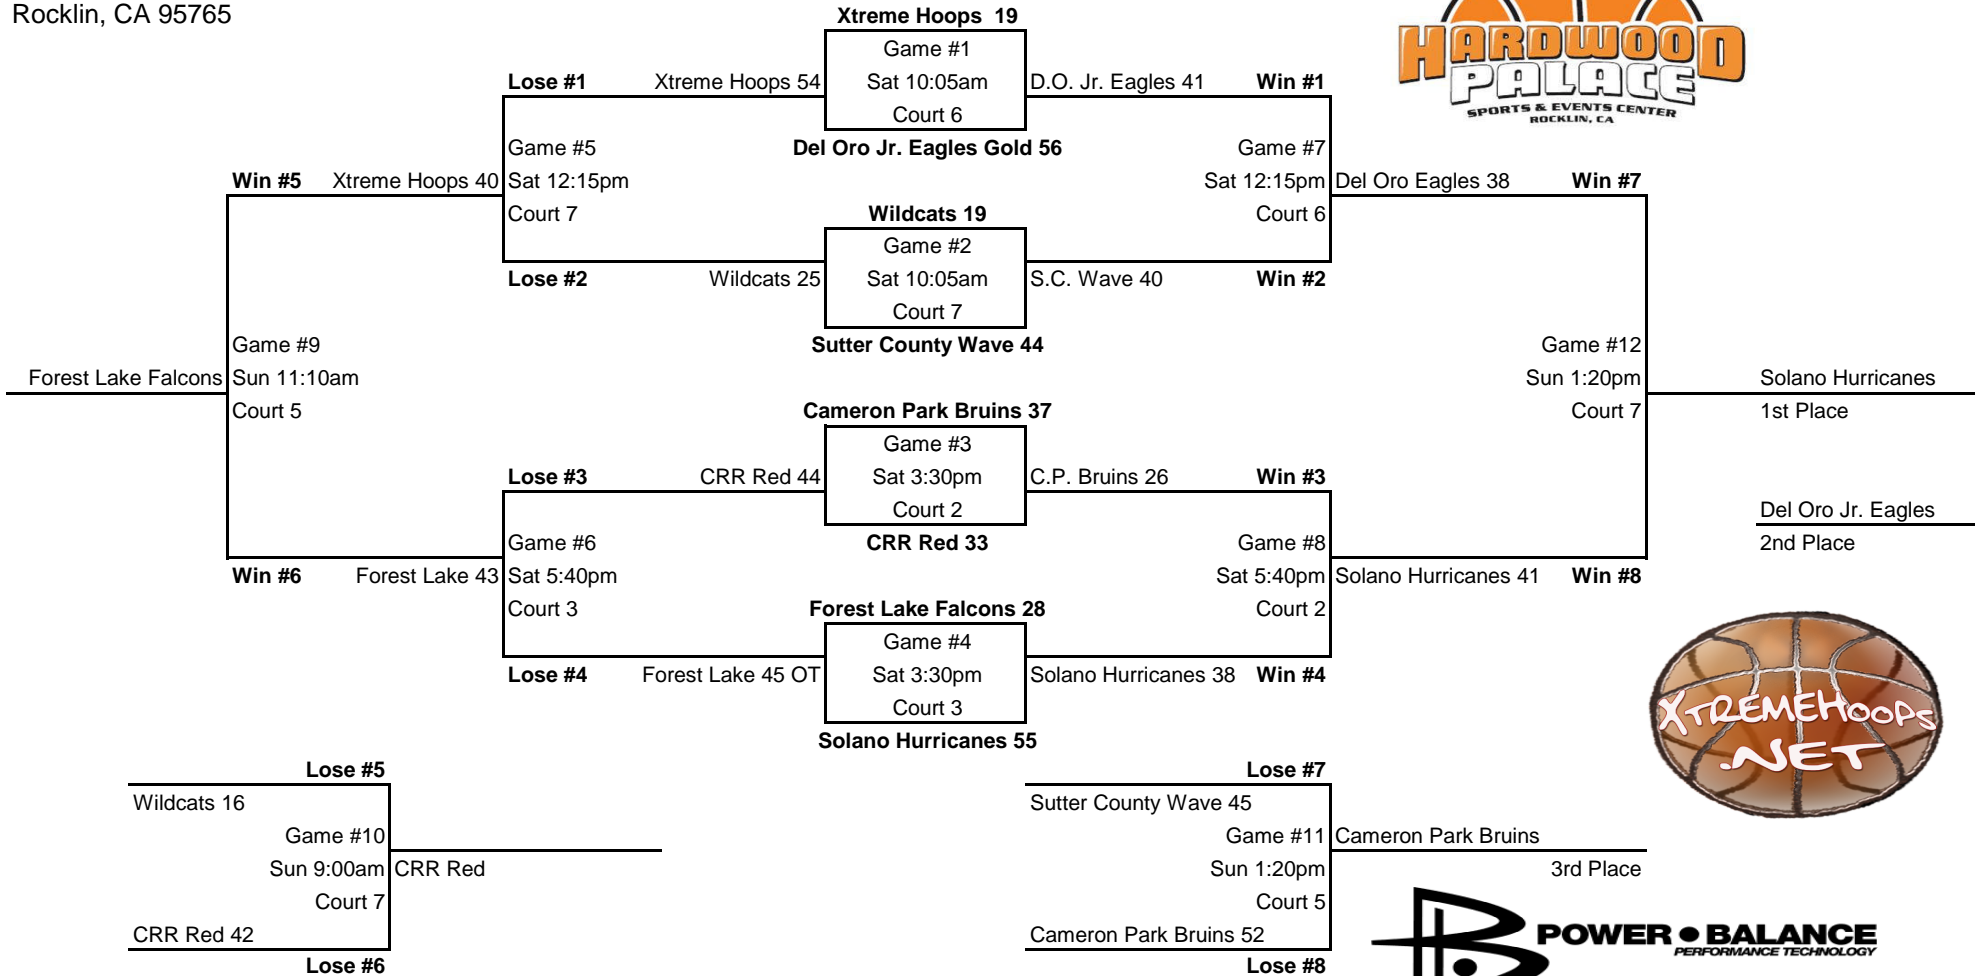 Rocklin, CA 95765
Xtreme Hoops 19
Game #1
Sat 10:05am
Court 6
Del Oro Jr. Eagles Gold 56
HARDWOOD
PALACE
SPORTS & EVENTS CENTER
ROCKLIN, CA
Lose #1 Xtreme Hoops 54
D.O. Jr. Eagles 41 Win #1
Game #5
Sat 12:15pm
Court 7
Game #7
Sat 12:15pm
Court 6
Win #5 Xtreme Hoops 40
Del Oro Eagles 38 Win #7
Wildcats 19
Game #2
Sat 10:05am
Court 7
Sutter County Wave 44
Lose #2 Wildcats 25
S.C. Wave 40 Win #2
Game #9
Sun 11:10am
Court 5
Forest Lake Falcons
Game #12
Sun 1:20pm
Court 7
Solano Hurricanes
1st Place
Cameron Park Bruins 37
Game #3
Sat 3:30pm
Court 2
CRR Red 33
Lose #3 CRR Red 44
C.P. Bruins 26 Win #3
Del Oro Jr. Eagles
2nd Place
Game #6
Sat 5:40pm
Court 3
Game #8
Sat 5:40pm
Court 2
Win #6 Forest Lake 43
Solano Hurricanes 41 Win #8
Forest Lake Falcons 28
Game #4
Sat 3:30pm
Court 3
Solano Hurricanes 55
Lose #4 Forest Lake 45 OT
Solano Hurricanes 38 Win #4
XTREMEHOOPS
.NET
Lose #5
Wildcats 16
Game #10
Sun 9:00am
Court 7
CRR Red
CRR Red 42
Lose #6
Lose #7
Sutter County Wave 45
Game #11
Sun 1:20pm
Court 5
Cameron Park Bruins
3rd Place
Cameron Park Bruins 52
Lose #8
POWER BALANCE
PERFORMANCE TECHNOLOGY